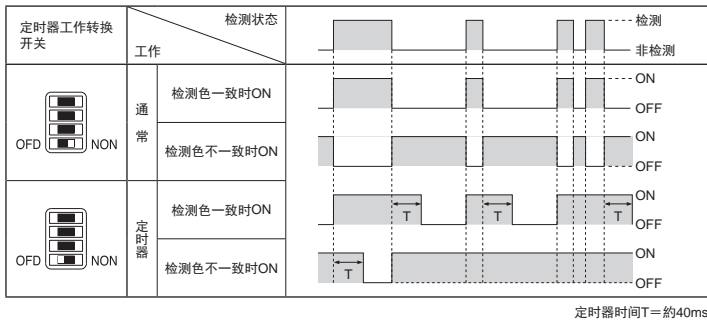 定时器工作转换
开关
检测状态
工作
检测
非检测
OFD
NON
通
常
检测色一致时ON
ON
OFF
检测色不一致时ON
ON
OFF
OFD
NON
定
时
器
检测色一致时ON
T
T
T
ON
OFF
检测色不一致时ON
T
ON
OFF
定时器时间T＝約40ms